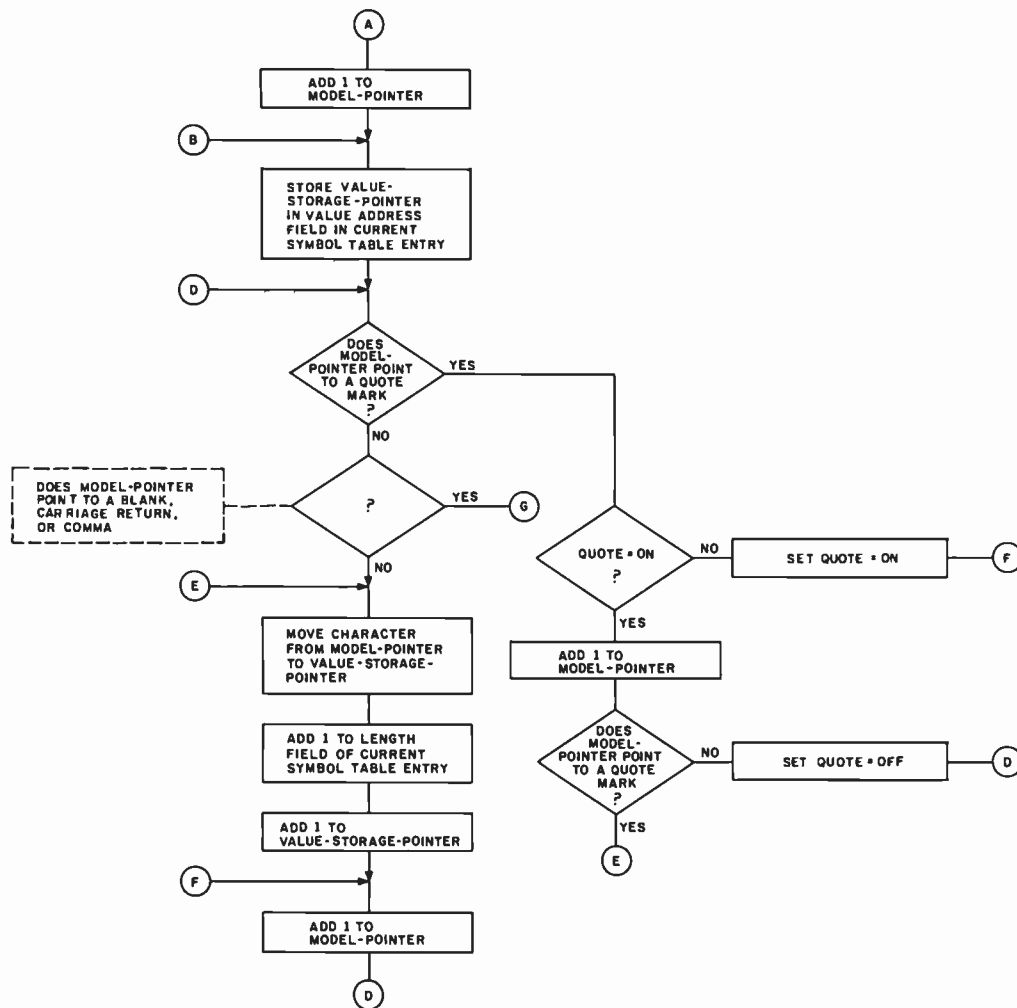 A
ADD 1 TO
MODEL-POINTER
B
STORE VALUE-
STORAGE-POINTER
IN VALUE ADDRESS
FIELD IN CURRENT
SYMBOL TABLE ENTRY
D
DOES
MODEL-
POINTER POINT
TO A QUOTE
MARK
?
YES
NO
DOES MODEL-POINTER
POINT TO A BLANK,
CARRIAGE RETURN,
OR COMMA
?
YES
G
NO
QUOTE = ON
?
NO
SET QUOTE = ON
F
YES
E
MOVE CHARACTER
FROM MODEL-POINTER
TO VALUE-STORAGE-
POINTER
ADD 1 TO
MODEL-POINTER
ADD 1 TO LENGTH
FIELD OF CURRENT
SYMBOL TABLE ENTRY
DOES
MODEL-
POINTER POINT
TO A QUOTE
MARK
?
NO
SET QUOTE = OFF
D
YES
E
ADD 1 TO
VALUE-STORAGE-POINTER
F
ADD 1 TO
MODEL-POINTER
D